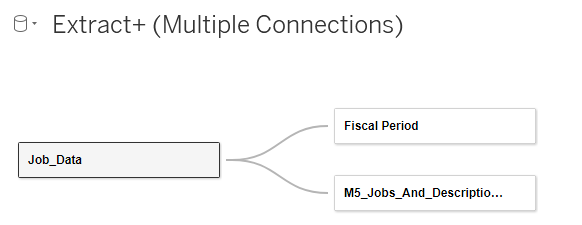 Extract+ (Multiple Connections)
Fiscal Period
Job_Data
M5_Jobs_And_Descriptio...